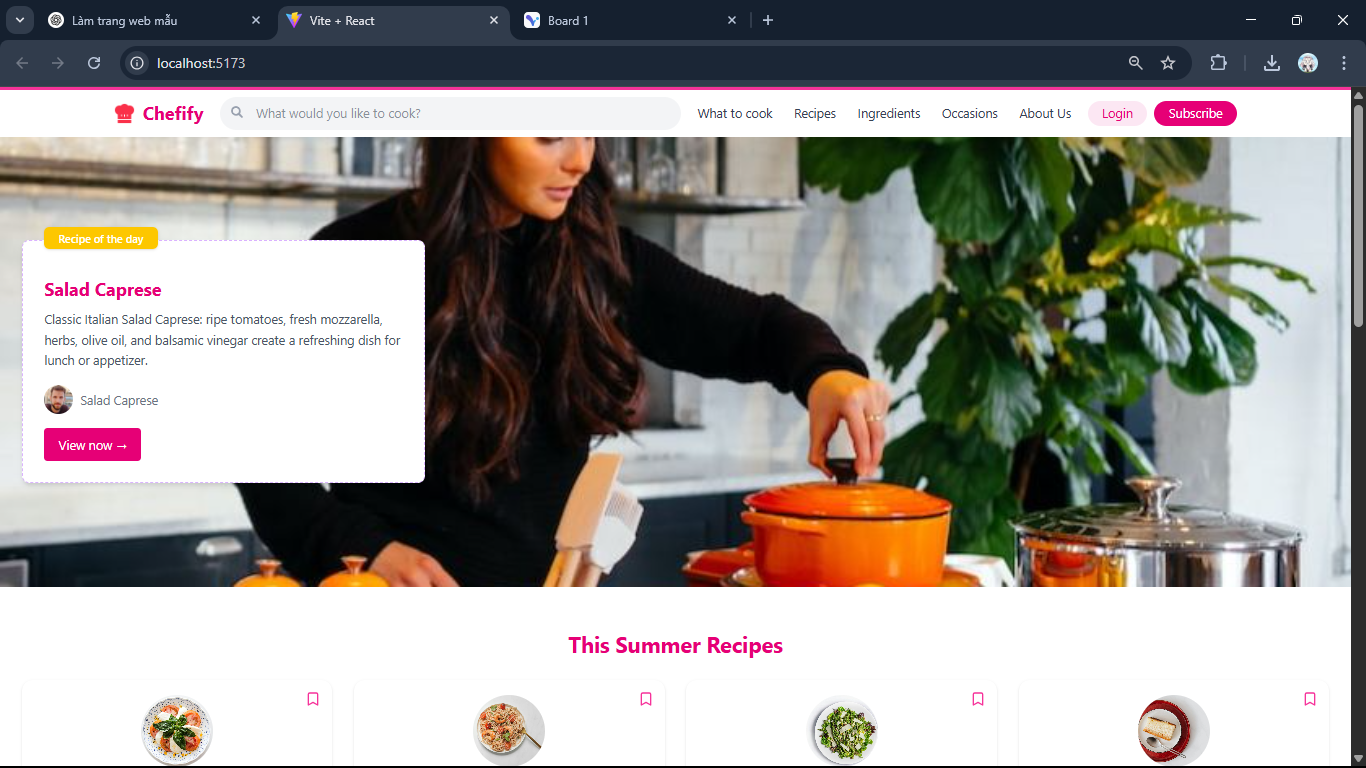 Làm trang web mẫu
Vite + React
Board 1
localhost:5173
Chefify
What would you like to cook?
What to cook
Recipes
Ingredients
Occasions
About Us
Login
Subscribe
Recipe of the day
Salad Caprese
Classic Italian Salad Caprese: ripe tomatoes, fresh mozzarella,
herbs, olive oil, and balsamic vinegar create a refreshing dish for
lunch or appetizer.
Salad Caprese
View now →
This Summer Recipes